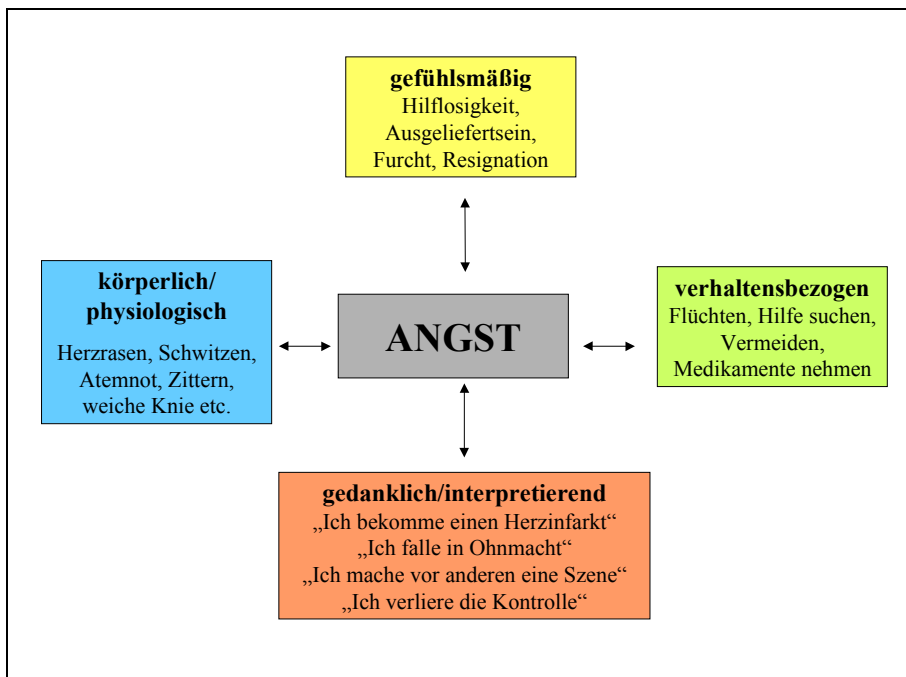 gefühlsmäßig
Hilflosigkeit,
Ausgeliefertsein,
Furcht, Resignation
körperlich/
physiologisch
Herzrasen, Schwitzen,
Atemnot, Zittern,
weiche Knie etc.
ANGST
verhaltensbezogen
Flüchten, Hilfe suchen,
Vermeiden,
Medikamente nehmen
gedanklich/interpretierend
„Ich bekomme einen Herzinfarkt“
„Ich falle in Ohnmacht“
„Ich mache vor anderen eine Szene“
„Ich verliere die Kontrolle“